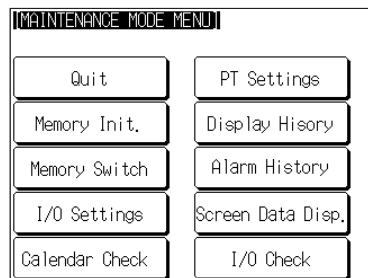 [MAINTENANCE MODE MENU]
Quit
PT Settings
Memory Init.
Display Hisory
Memory Switch
Alarm History
I/O Settings
Screen Data Disp.
Calendar Check
I/O Check